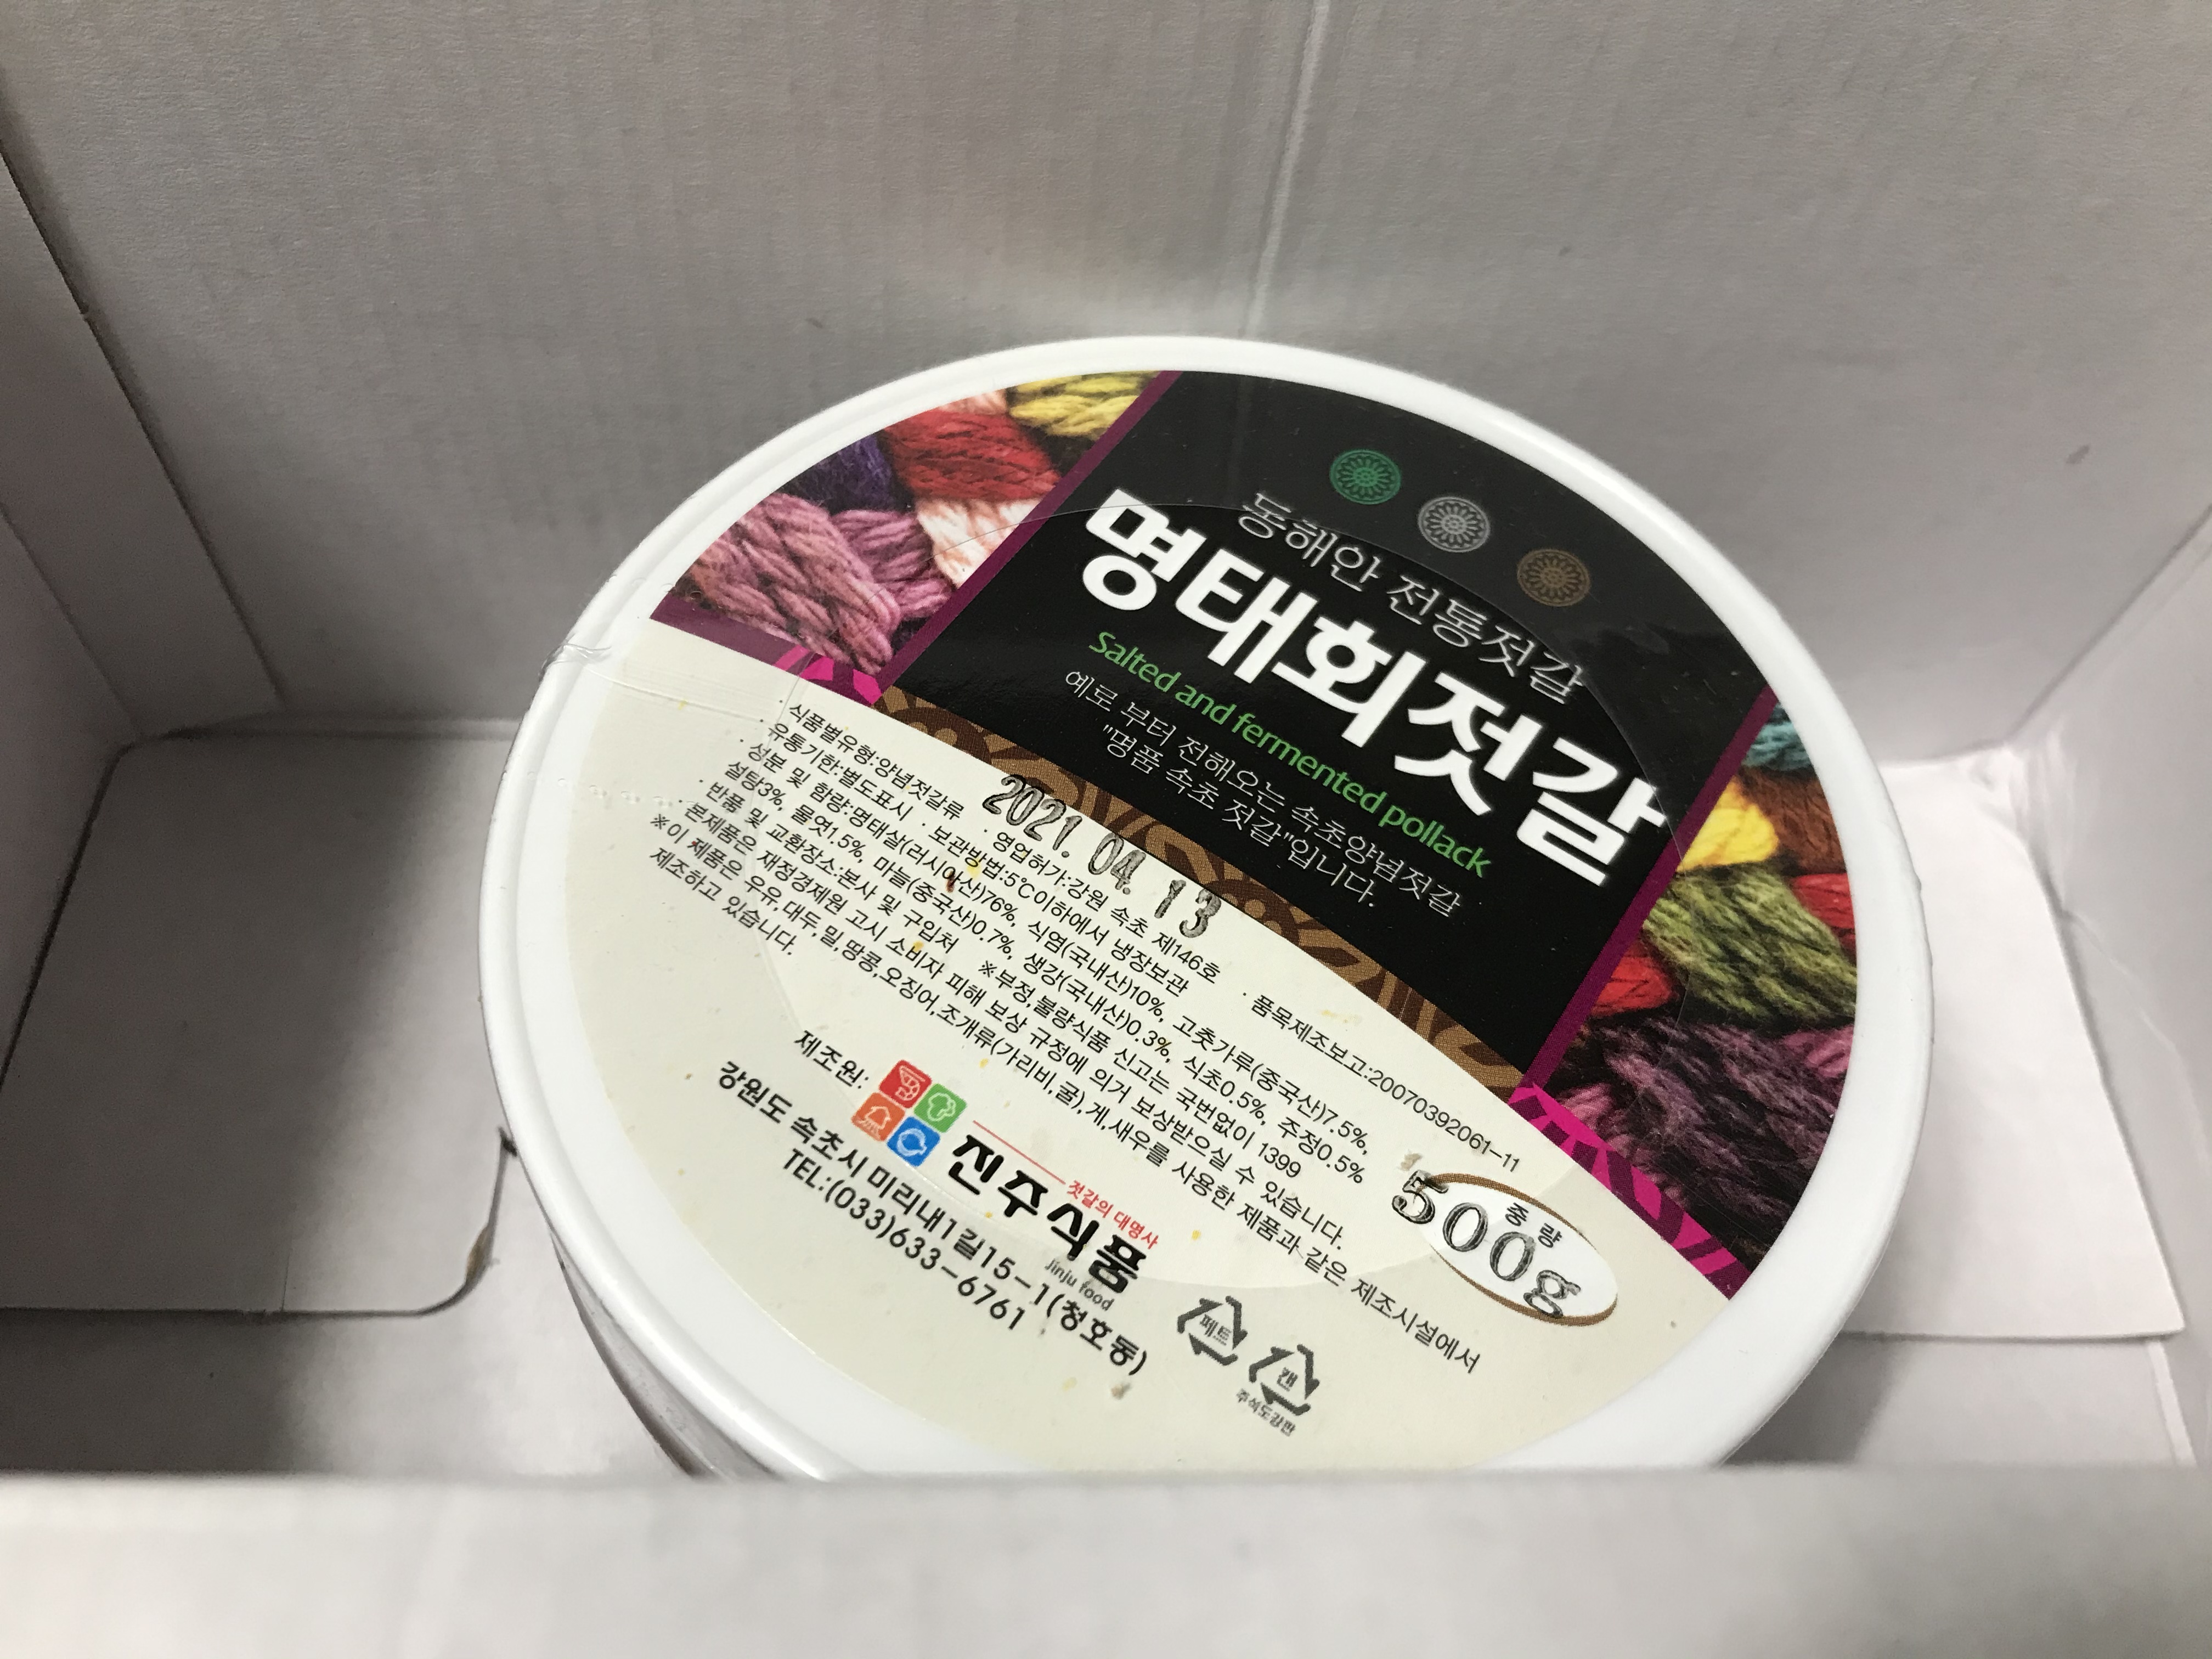 동해안 전통젓갈
명태회젓갈
Salted and fermented pollack
예로 부터 전해오는 속초양념젓갈
"명품 속초 젓갈"입니다.
2021. 04. 13
· 식품별유형:양념젓갈류 · 영업허가:강원 속초 제146호 · 품목제조보고:20070392061-11
· 유통기한:별도표시 · 보관방법:5℃이하에서 냉장보관
· 성분 및 함량:명태살(러시아산)76%, 식염(국내산)10%, 고춧가루(중국산)7.5%,
설탕3%, 물엿1.5%, 마늘(중국산)0.7%, 생강(국내산)0.3%, 식초0.5%, 주정0.5%
· 반품 및 교환장소:본사 및 구입처 ※부정,불량식품 신고는 국번없이 1399
· 본제품은 재정경제원 고시 소비자 피해 보상 규정에 의거 보상받으실 수 있습니다.
※이 제품은 우유,대두,밀,땅콩,오징어,조개류(가리비,굴),게,새우를 사용한 제품과 같은 제조시설에서
제조하고 있습니다.
중량
500g
제조원:
젓갈의 대명사
진주식품
jinju food
강원도 속초시 미리내1길15-1(청호동)
TEL:(033)633-6761
페트
캔
주석도강판